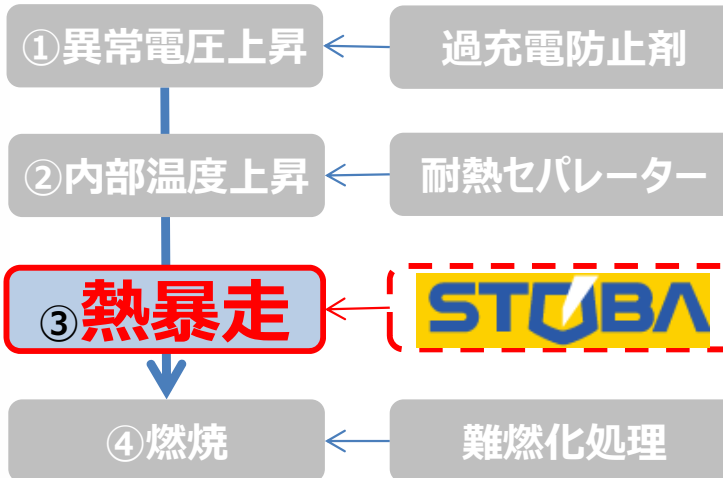 ①異常電圧上昇
過充電防止剤
②内部温度上昇
耐熱セパレーター
③熱暴走
STOBA
④燃焼
難燃化処理